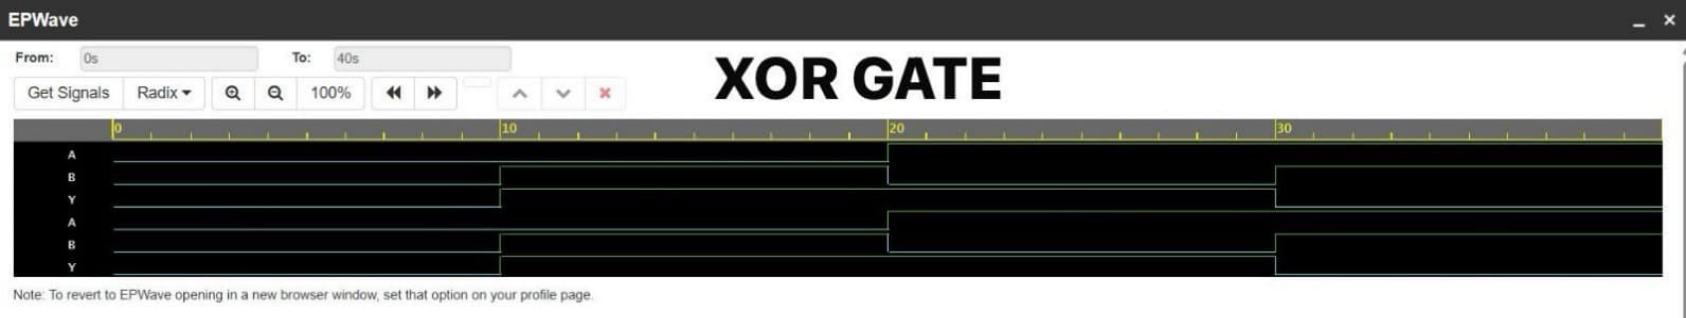 EPWave
From: 0s To: 40s
XOR GATE
Get Signals Radix 100%
0 10 20 30
A
B
Y
A
B
Y
Note: To revert to EPWave opening in a new browser window, set that option on your profile page.